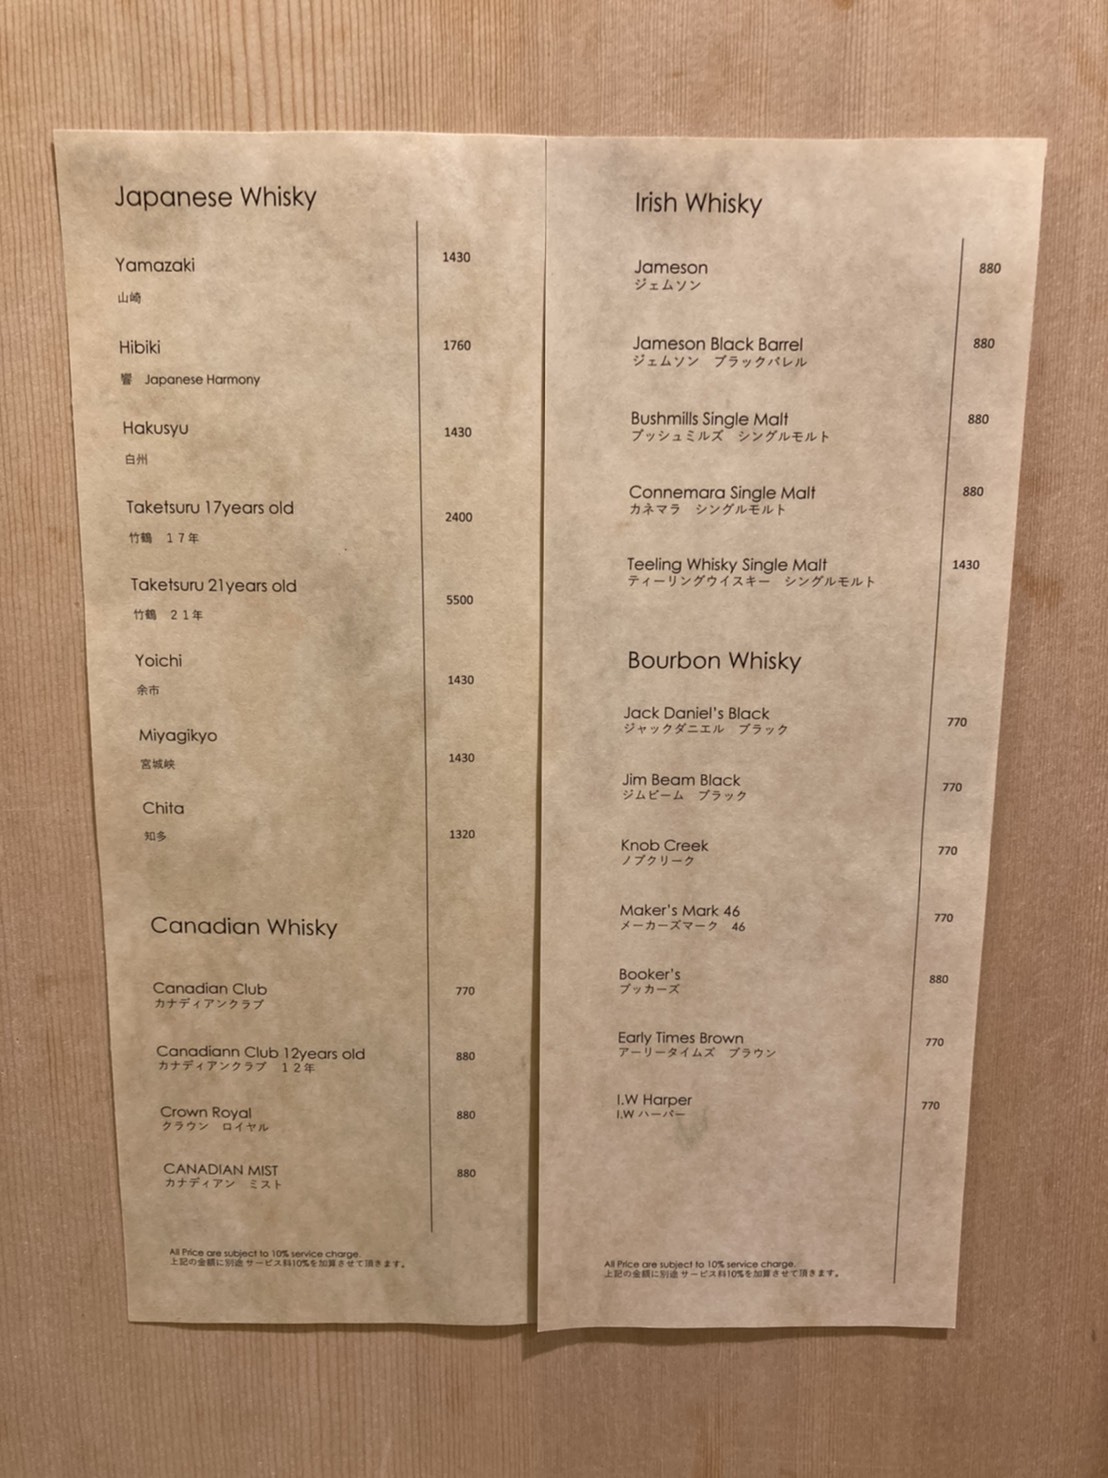 Japanese Whisky
Yamazaki 1430
山崎
Hibiki 1760
響 Japanese Harmony
Hakusyu 1430
白州
Taketsuru 17years old 2400
竹鶴 １７年
Taketsuru 21years old 5500
竹鶴 ２１年
Yoichi 1430
余市
Miyagikyo 1430
宮城峡
Chita 1320
知多
Canadian Whisky
Canadian Club 770
カナディアンクラブ
Canadiann Club 12years old 880
カナディアンクラブ １２年
Crown Royal 880
クラウン ロイヤル
CANADIAN MIST 880
カナディアン ミスト
All Price are subject to 10% service charge.
上記の金額に別途 サービス料10%を加算させて頂きます。
Irish Whisky
Jameson 880
ジェムソン
Jameson Black Barrel 880
ジェムソン ブラックバレル
Bushmills Single Malt 880
ブッシュミルズ シングルモルト
Connemara Single Malt 880
カネマラ シングルモルト
Teeling Whisky Single Malt 1430
ティーリングウイスキー シングルモルト
Bourbon Whisky
Jack Daniel's Black 770
ジャックダニエル ブラック
Jim Beam Black 770
ジムビーム ブラック
Knob Creek 770
ノブクリーク
Maker's Mark 46 770
メーカーズマーク 46
Booker's 880
ブッカーズ
Early Times Brown 770
アーリータイムズ ブラウン
I.W Harper 770
I.W ハーパー
All Price are subject to 10% service charge.
上記の金額に別途 サービス料10%を加算させて頂きます。